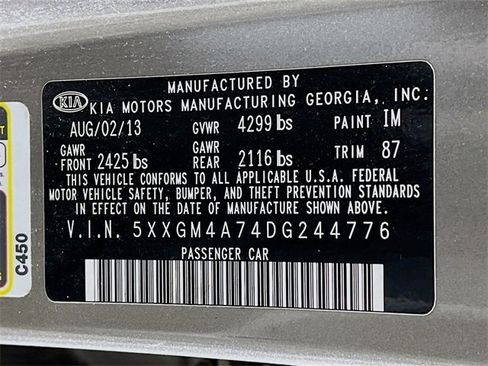 MANUFACTURED BY
KIA
KIA MOTORS MANUFACTURING GEORGIA, INC.
AUG/02/13 GVWR 4299 lbs PAINT IM
GAWR FRONT 2425 lbs GAWR REAR 2116 lbs TRIM 87
THIS VEHICLE CONFORMS TO ALL APPLICABLE U.S.A. FEDERAL
MOTOR VEHICLE SAFETY, BUMPER, AND THEFT PREVENTION STANDARDS
IN EFFECT ON THE DATE OF MANUFACTURE SHOWN ABOVE.
V.I.N. 5XXGM4A74DG244776
PASSENGER CAR
C450